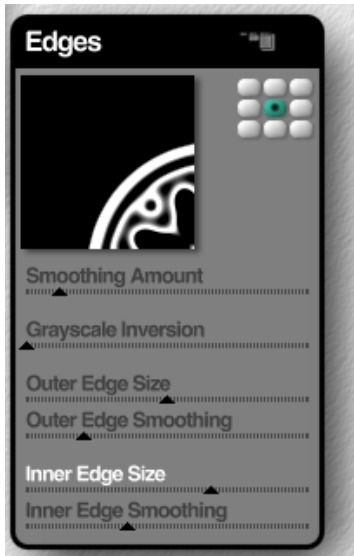 Edges
Smoothing Amount
Grayscale Inversion
Outer Edge Size
Outer Edge Smoothing
Inner Edge Size
Inner Edge Smoothing